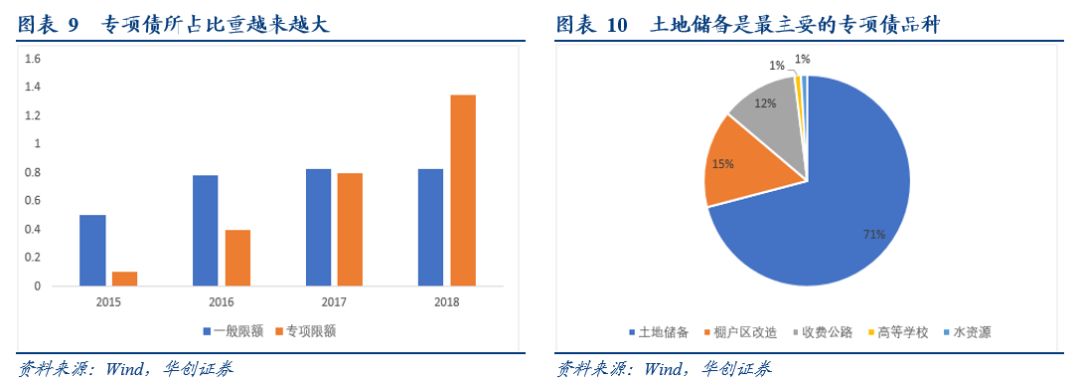 图表 9 专项债所占比重越来越大
1.6
1.4
1.2
1
0.8
0.6
0.4
0.2
0
2015 2016 2017 2018
一般限额 专项限额
资料来源：Wind，华创证券
图表 10 土地储备是最主要的专项债品种
1% 1%
12%
15%
71%
土地储备 棚户区改造 收费公路 高等学校 水资源
资料来源：Wind，华创证券